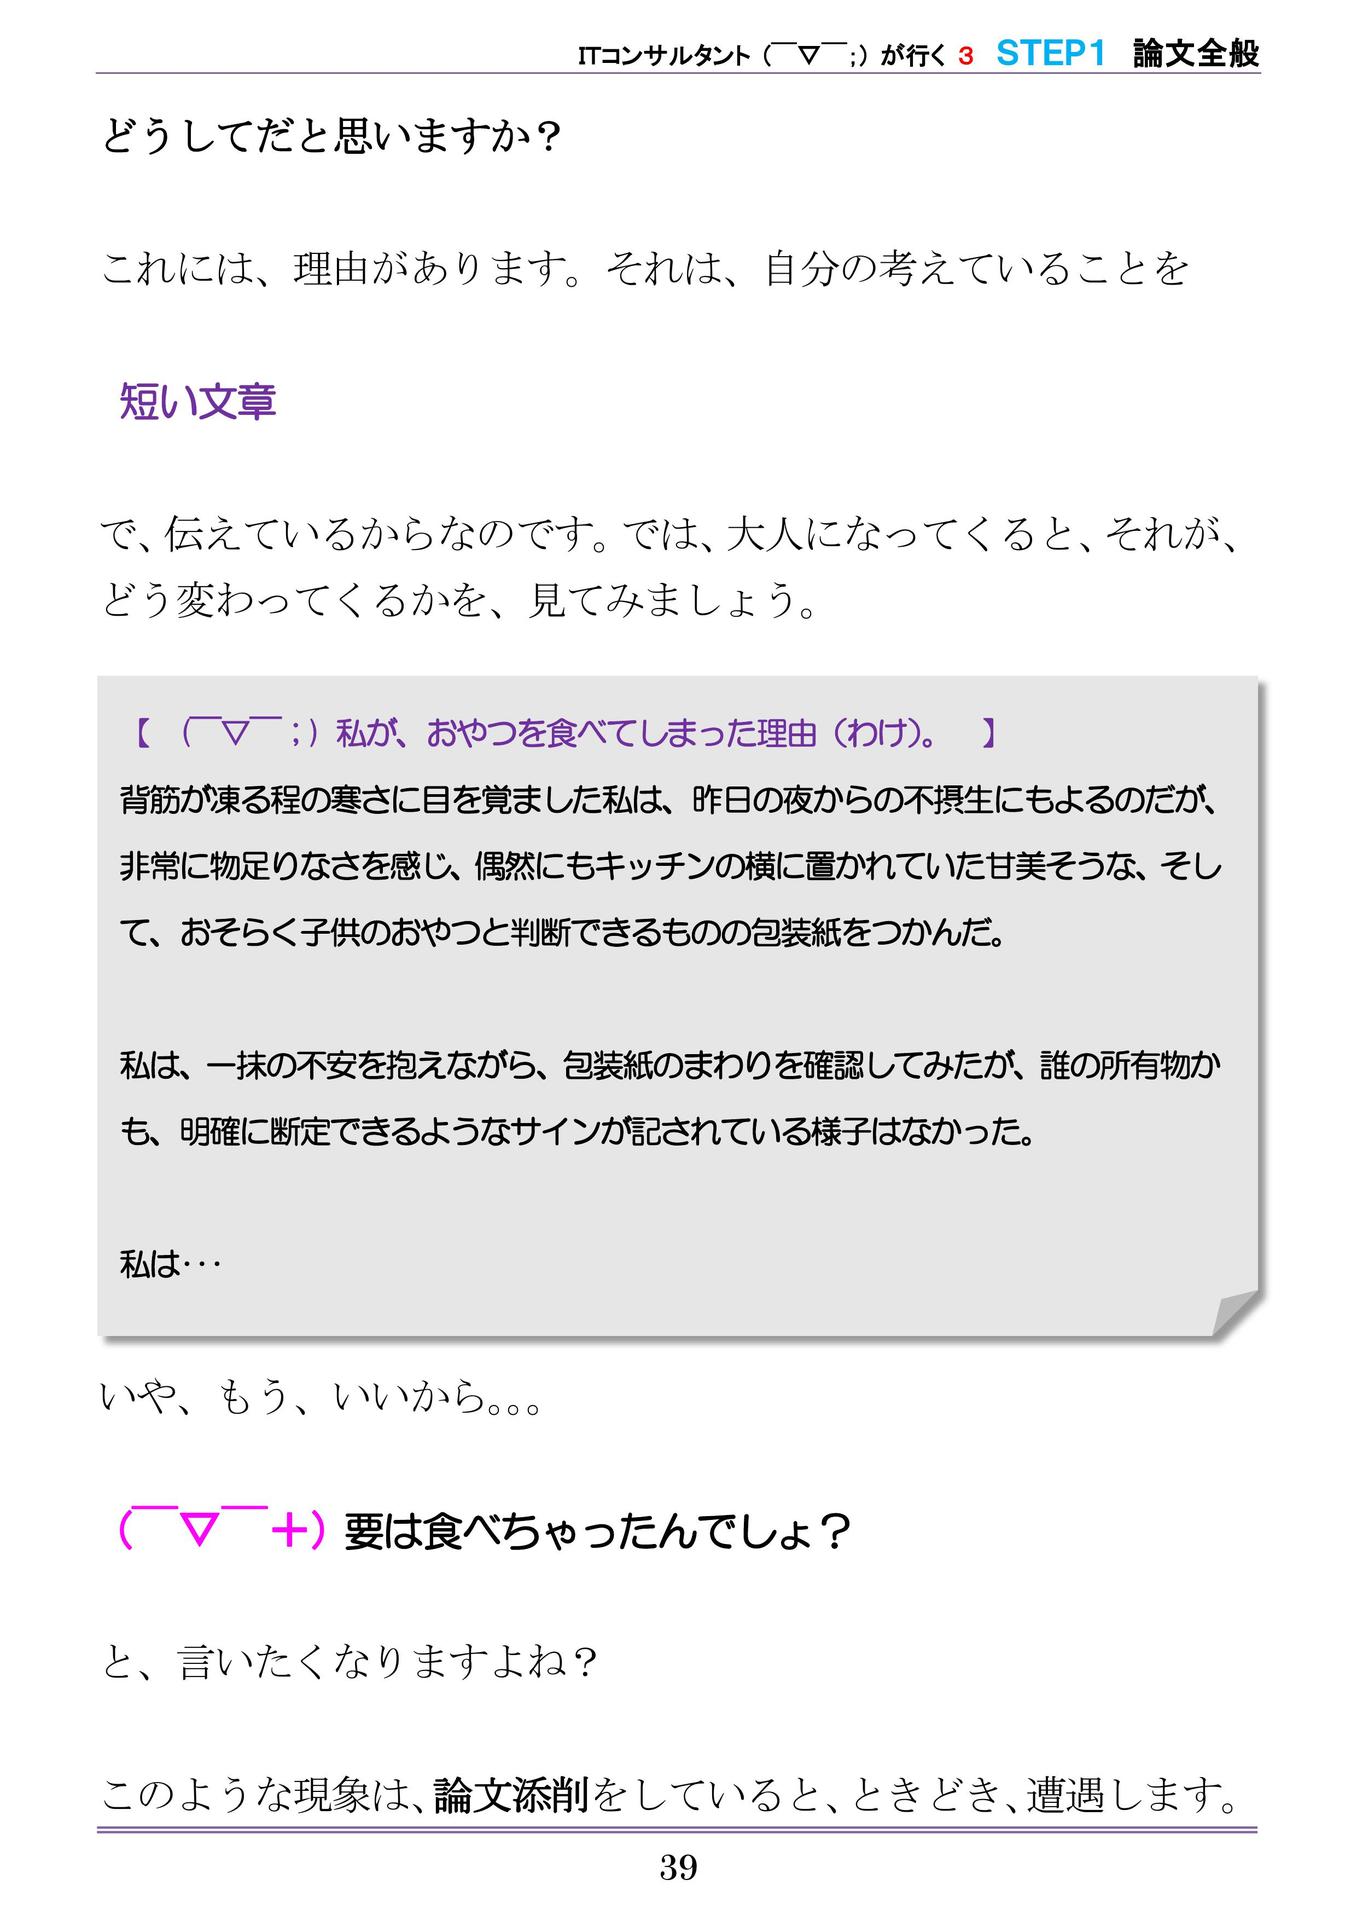 ITコンサルタント（￣▽￣；）が行く 3 STEP1 論文全般
どうしてだと思いますか？
これには、理由があります。それは、自分の考えていることを
短い文章
で、伝えているからなのです。では、大人になってくると、それが、
どう変わってくるかを、見てみましょう。
【 （￣▽￣；）私が、おやつを食べてしまった理由（わけ）。 】
背筋が凍る程の寒さに目を覚ました私は、昨日の夜からの不摂生にもよるのだが、
非常に物足りなさを感じ、偶然にもキッチンの横に置かれていた甘美そうな、そし
て、おそらく子供のおやつと判断できるものの包装紙をつかんだ。
私は、一抹の不安を抱えながら、包装紙のまわりを確認してみたが、誰の所有物か
も、明確に断定できるようなサインが記されている様子はなかった。
私は･･･
いや、もう、いいから。。。
（￣▽￣＋）要は食べちゃったんでしょ？
と、言いたくなりますよね？
このような現象は、論文添削をしていると、ときどき、遭遇します。
39